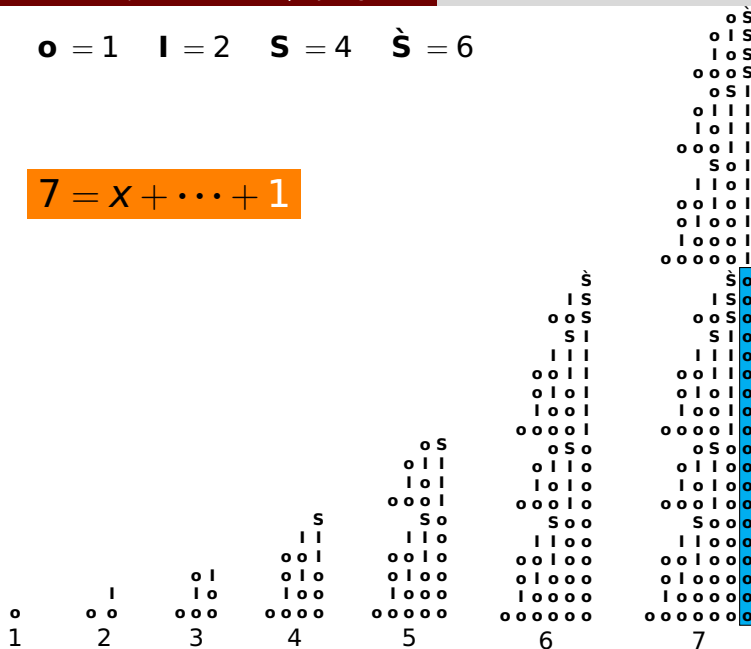 o = 1 I = 2 S = 4 S̀ = 6
7 = x + ··· + 1
o S̀
o I S
I o S
o o o S
o S I
o I I I
I o I I
o o o I I
S o I
I I o I
o o I o I
o I o o I
I o o o I
o o o o o I
S̀ S̀ o
I S I S o
o o S o o S o
S I S I o
I I I I I I o
o o I I o o I I o
o I o I o I o I o
I o o I I o o I o
o o o o I o o o o I o
o S o S o o S o o
o I I o I I o o I I o o
I o I I o I o I o I o o
o o o I o o o I o o o o I o o
S S o S o o S o o o
I I I I o I I o o I I o o o
o o I o o I o o o I o o o o I o o o
o I o I o o I o o o I o o o o I o o o o
I I o I o o I o o o I o o o o I o o o o o
o o o o o o o o o o o o o o o o o o o o o o o o o o o o
1 2 3 4 5 6 7